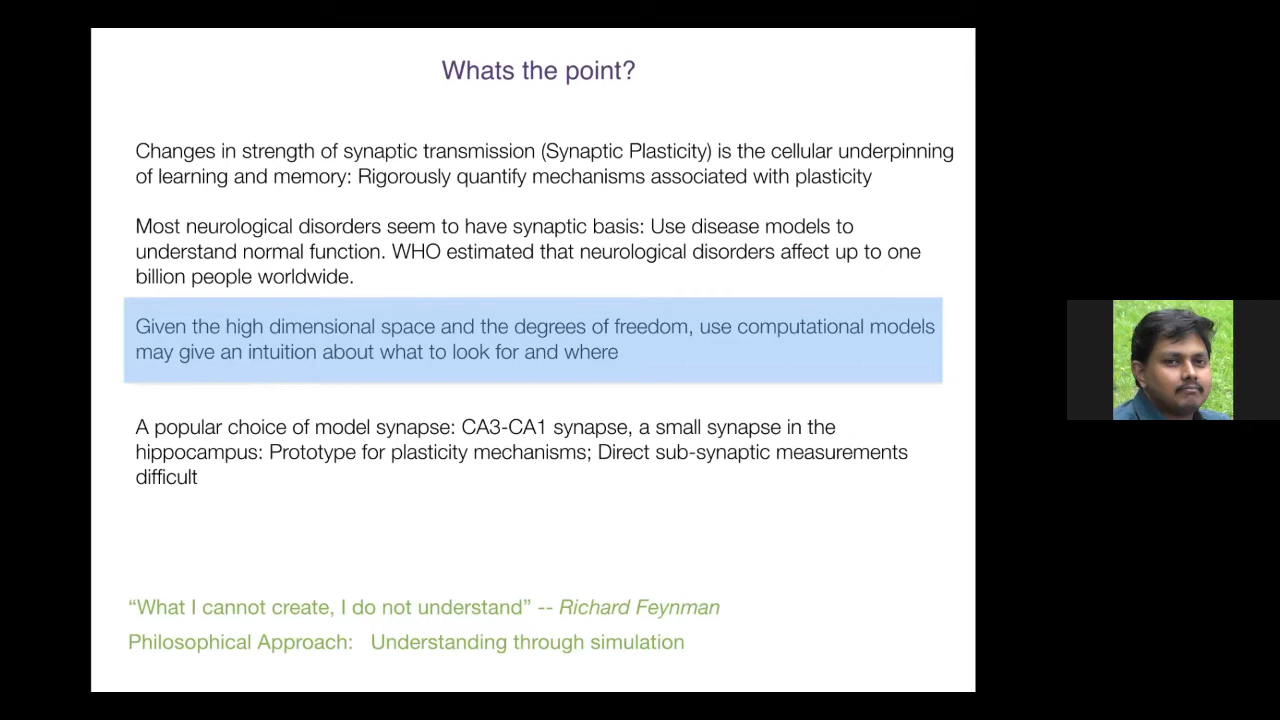 Whats the point?
Changes in strength of synaptic transmission (Synaptic Plasticity) is the cellular underpinning
of learning and memory: Rigorously quantify mechanisms associated with plasticity
Most neurological disorders seem to have synaptic basis: Use disease models to
understand normal function. WHO estimated that neurological disorders affect up to one
billion people worldwide.
Given the high dimensional space and the degrees of freedom, use computational models
may give an intuition about what to look for and where
A popular choice of model synapse: CA3-CA1 synapse, a small synapse in the
hippocampus: Prototype for plasticity mechanisms; Direct sub-synaptic measurements
difficult
“What I cannot create, I do not understand” -- Richard Feynman
Philosophical Approach: Understanding through simulation